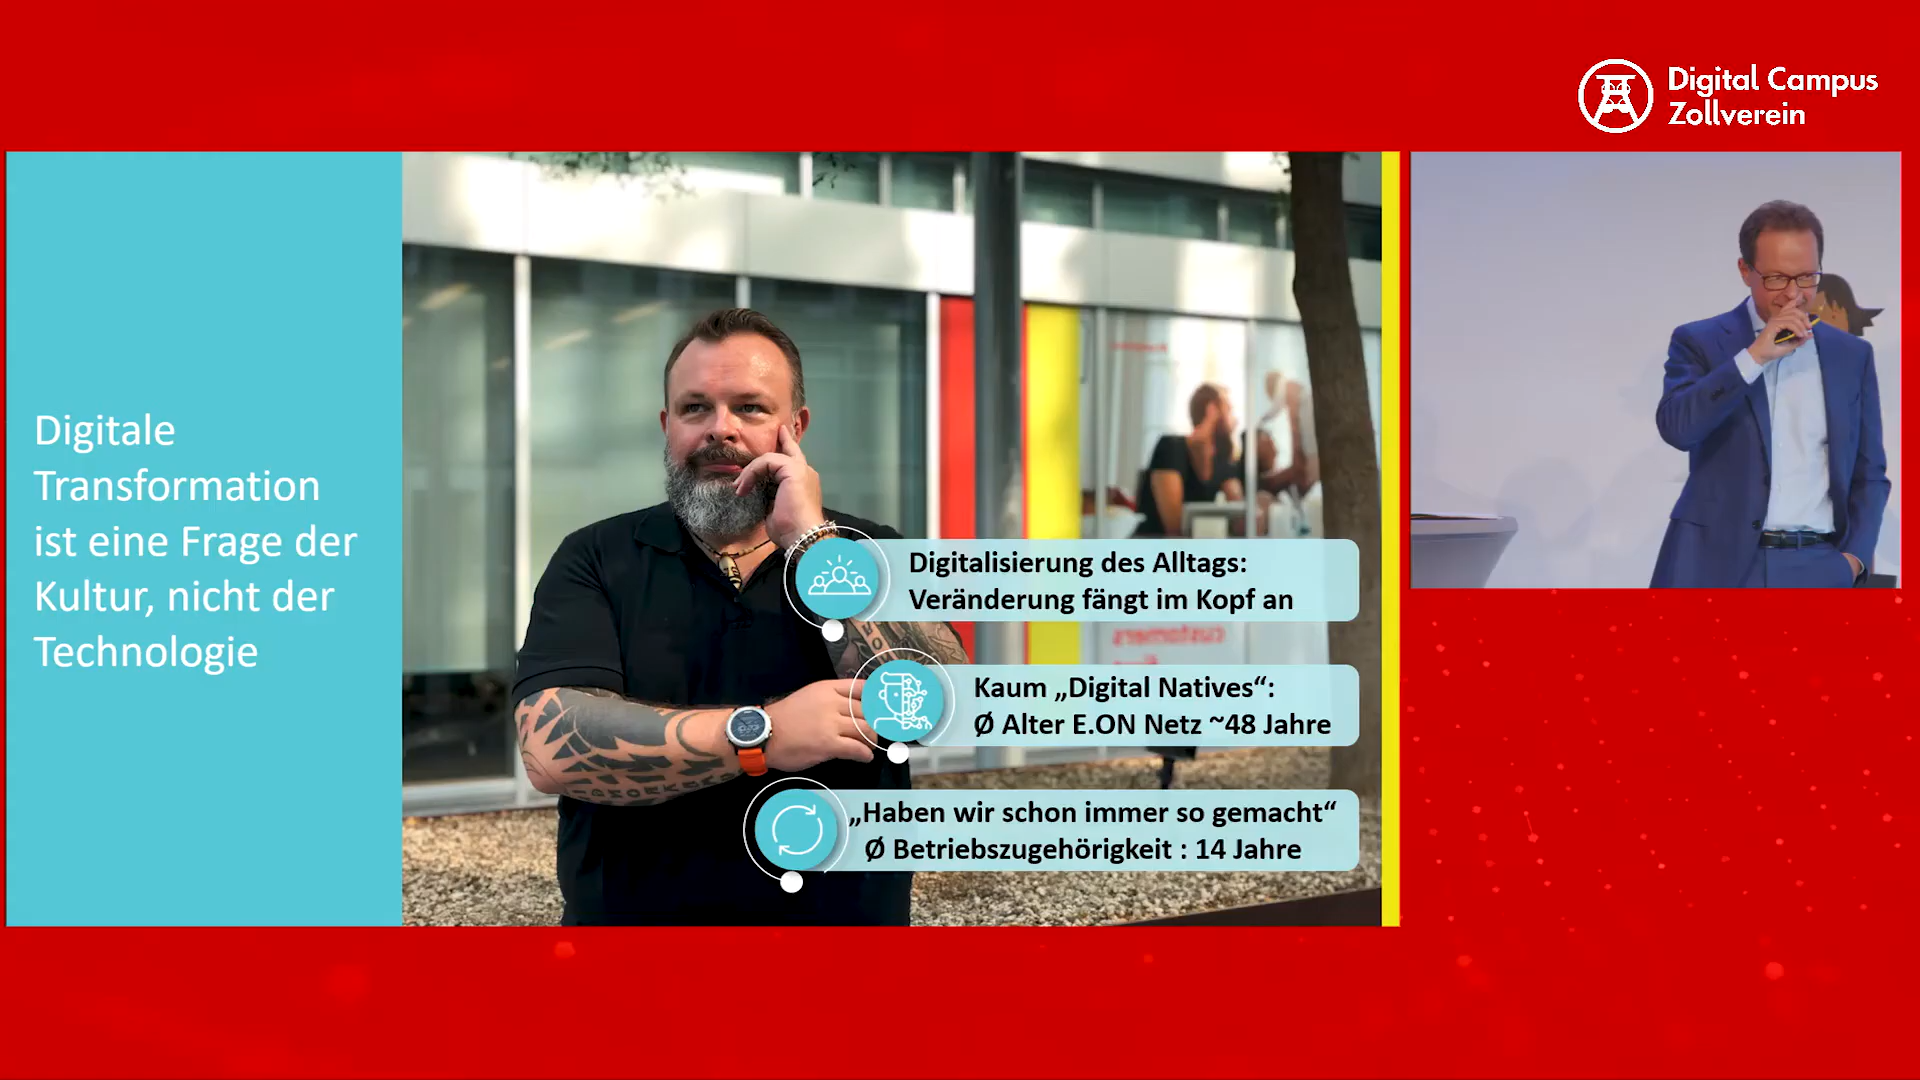 Digital Campus
Zollverein
Digitale
Transformation
ist eine Frage der
Kultur, nicht der
Technologie
Digitalisierung des Alltags:
Veränderung fängt im Kopf an
customers
Kaum „Digital Natives“:
Ø Alter E.ON Netz ~48 Jahre
„Haben wir schon immer so gemacht“
Ø Betriebszugehörigkeit : 14 Jahre